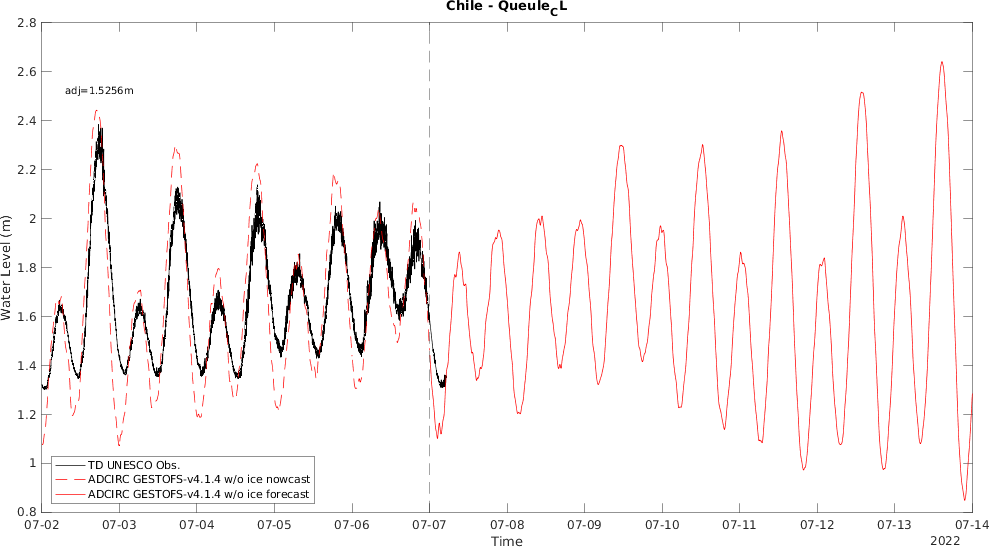 Chile - Queule_CL
2.8
2.6
2.4
2.2
2
1.8
1.6
1.4
1.2
1
0.8
Water Level (m)
adj=1.5256m
TD UNESCO Obs.
ADCIRC GESTOFS-v4.1.4 w/o ice nowcast
ADCIRC GESTOFS-v4.1.4 w/o ice forecast
07-02 07-03 07-04 07-05 07-06 07-07 07-08 07-09 07-10 07-11 07-12 07-13 07-14
Time
2022